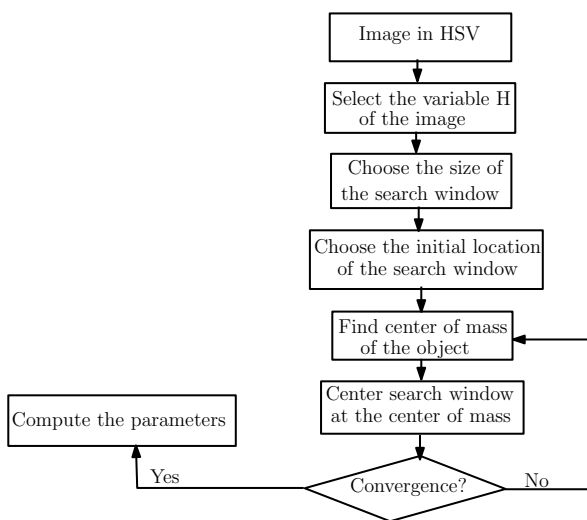 Image in HSV
Select the variable H
of the image
Choose the size of
the search window
Choose the initial location
of the search window
Find center of mass
of the object
Center search window
at the center of mass
Compute the parameters
Yes
Convergence?
No